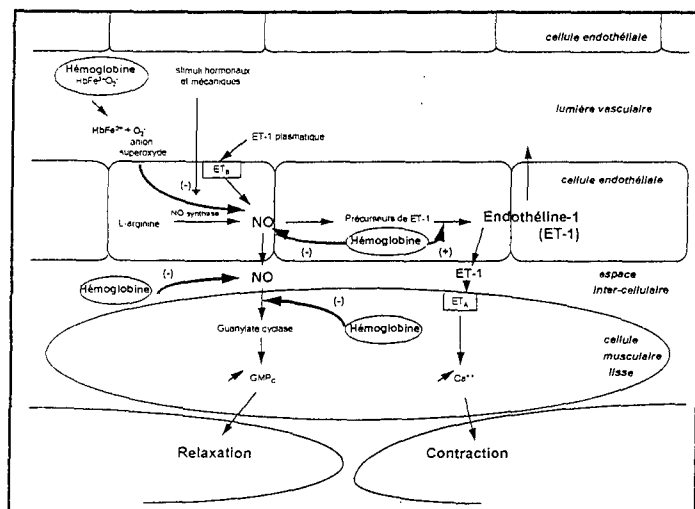 cellule endothéliale
Hémoglobine
HbFe²⁺O₂
stimuli hormonaux
et mécaniques
lumière vasculaire
HbFe³⁺ + O₂⁻
anion
superoxyde
ET-1 plasmatique
cellule endothéliale
ET_B
(-)
NO synthase
L-arginine
NO
Précurseurs de ET-1
Endothéline-1
(ET-1)
Hémoglobine
(-)
(+)
(-)
NO
ET-1
espace
inter-cellulaire
Hémoglobine
ET_A
(-)
Guanylate cyclase
Hémoglobine
cellule
musculaire
lisse
GMPc
Ca⁺⁺
Relaxation
Contraction